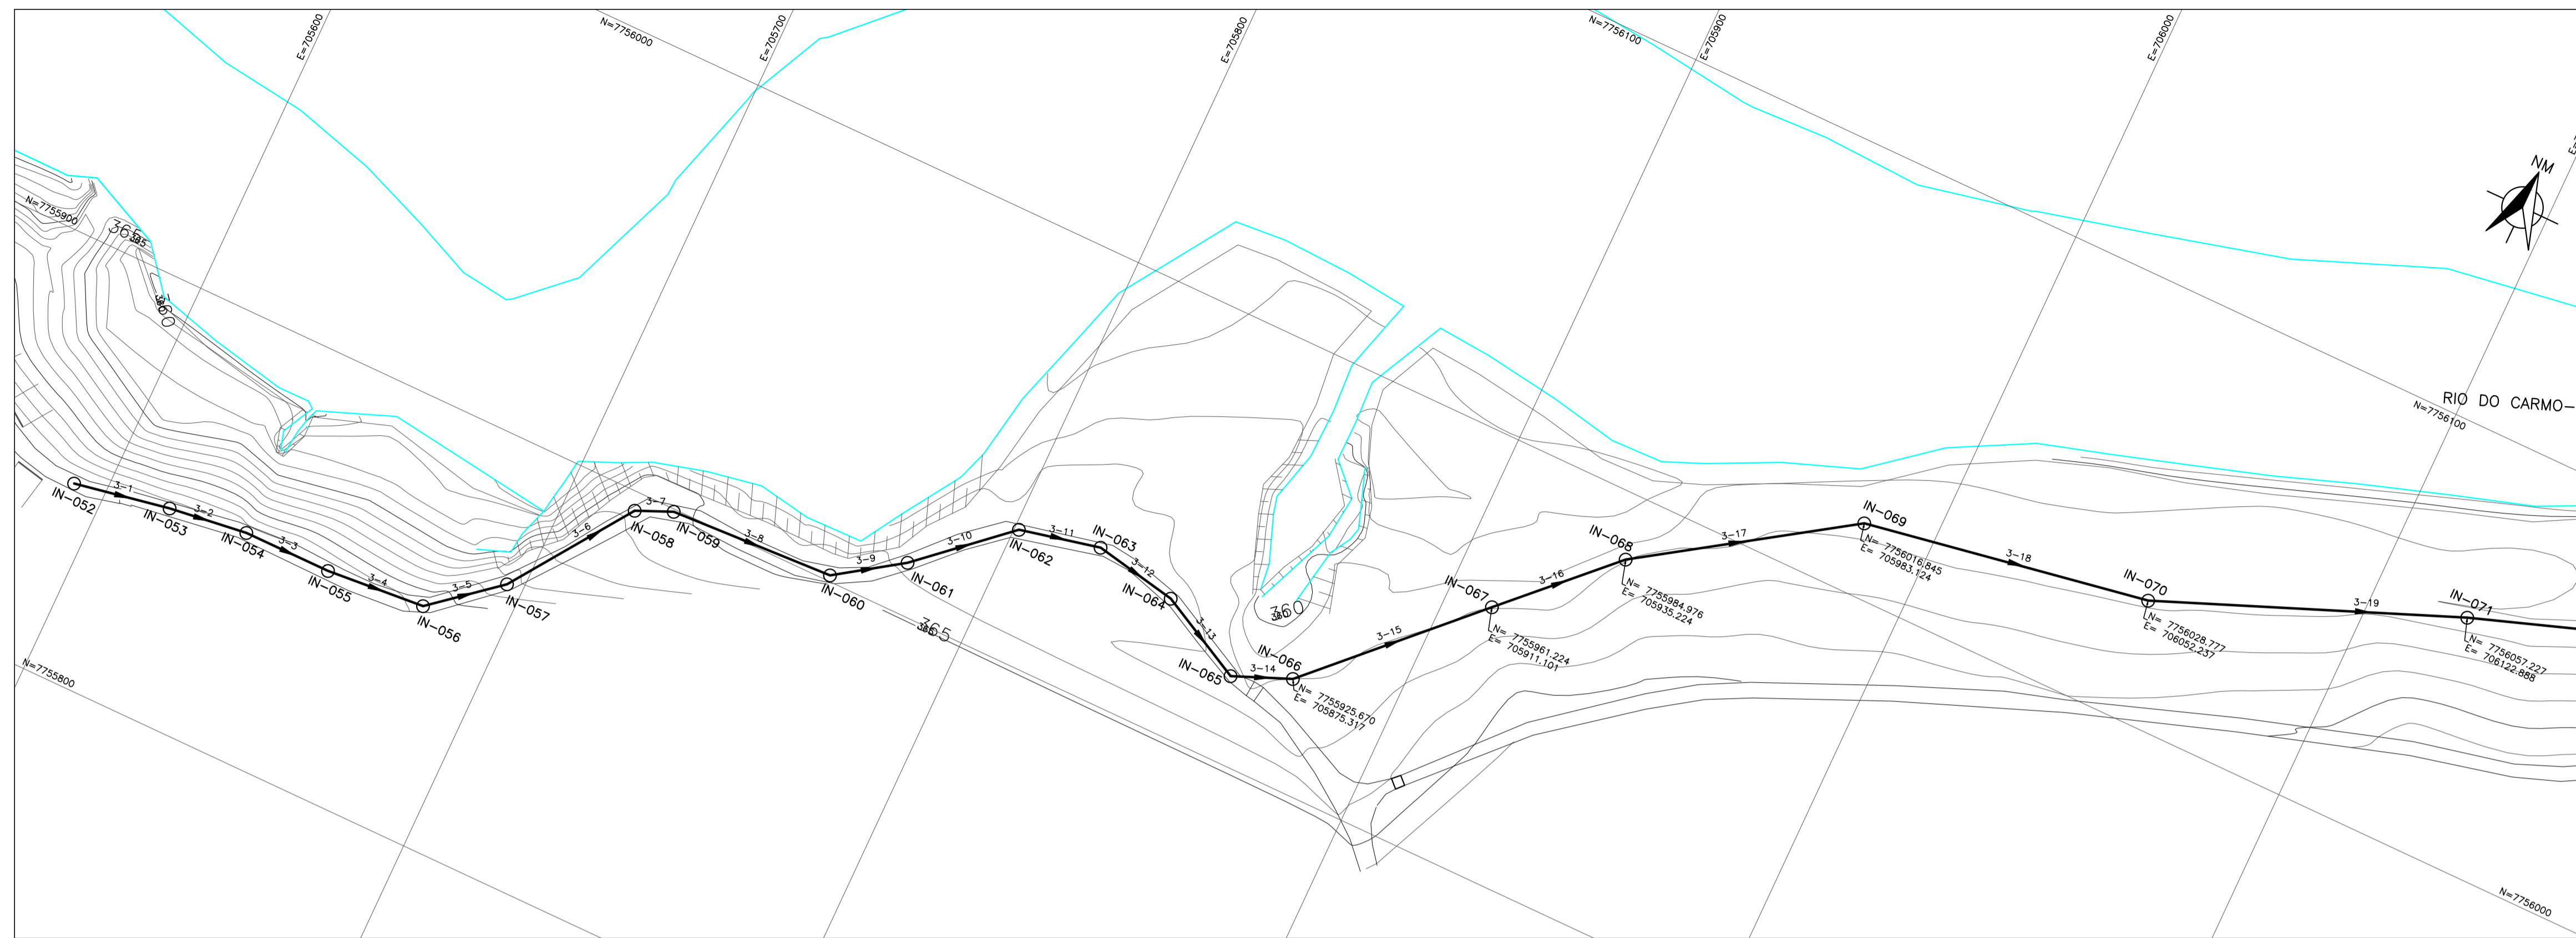 E=705600
N=7756000
E=705700
E=705800
N=7756100
E=705900
E=706000
NM
N=7755900
365
365
360
RIO DO CARMO-
N=7756100
IN-052
3-1
IN-053
3-2
IN-054
3-3
IN-055
3-4
IN-056
3-5
IN-057
3-6
IN-058
3-7
IN-059
3-8
IN-060
3-9
IN-061
3-10
IN-062
3-11
IN-063
3-12
IN-064
3-13
IN-065
3-14
IN-066
N= 7755925,670
E= 705875,317
3-15
IN-067
N= 7755961,224
E= 705911,101
3-16
IN-068
N= 7755984,976
E= 705935,224
3-17
IN-069
N= 7756016,845
E= 705983,124
3-18
IN-070
N= 7756028,777
E= 706052,237
3-19
IN-071
N= 7756057,227
E= 706122,888
360
360
365
365
N=7755800
N=7756000